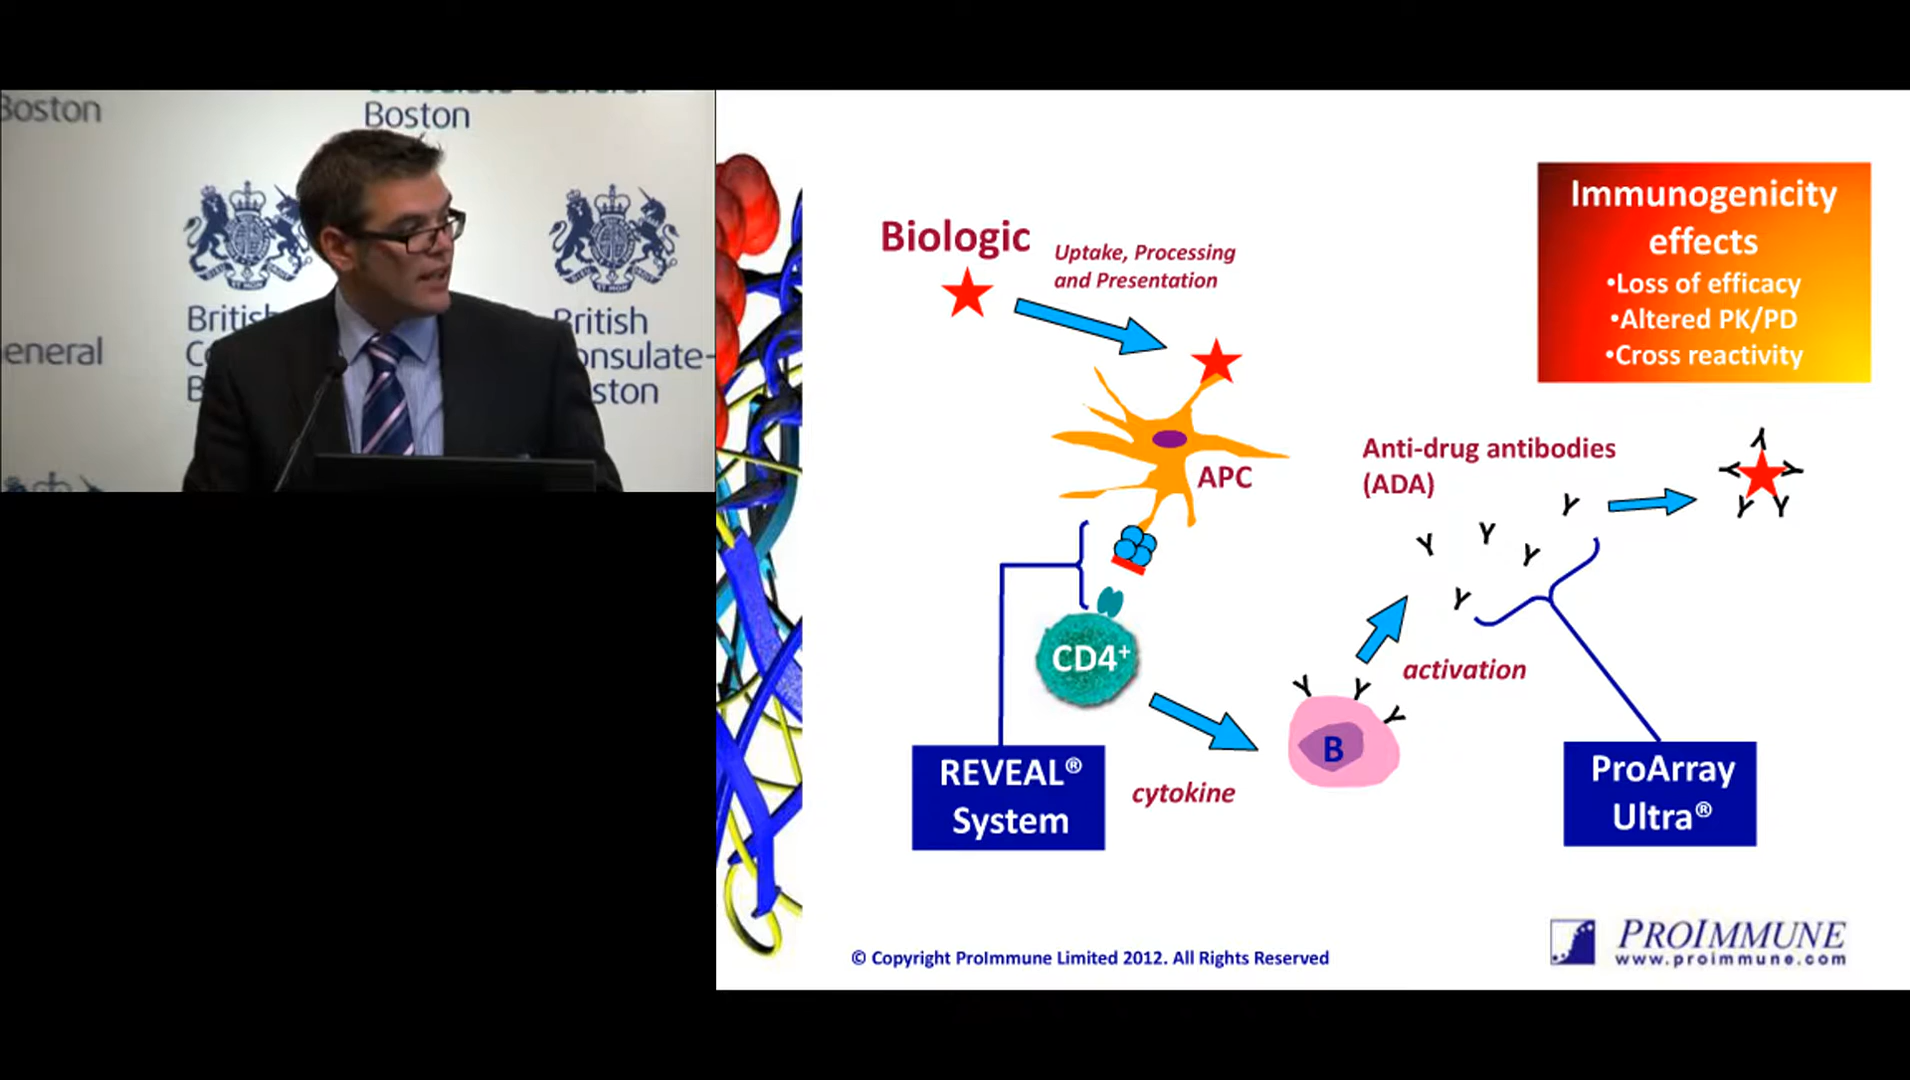 Boston
Consulate-General
Boston
British
eneral
British
onsulate-
ston
Biologic
Uptake, Processing
and Presentation
APC
CD4⁺
REVEAL®
System
cytokine
B
activation
Anti-drug antibodies
(ADA)
ProArray
Ultra®
Immunogenicity
effects
•Loss of efficacy
•Altered PK/PD
•Cross reactivity
© Copyright ProImmune Limited 2012. All Rights Reserved
PROIMMUNE
www.proimmune.com